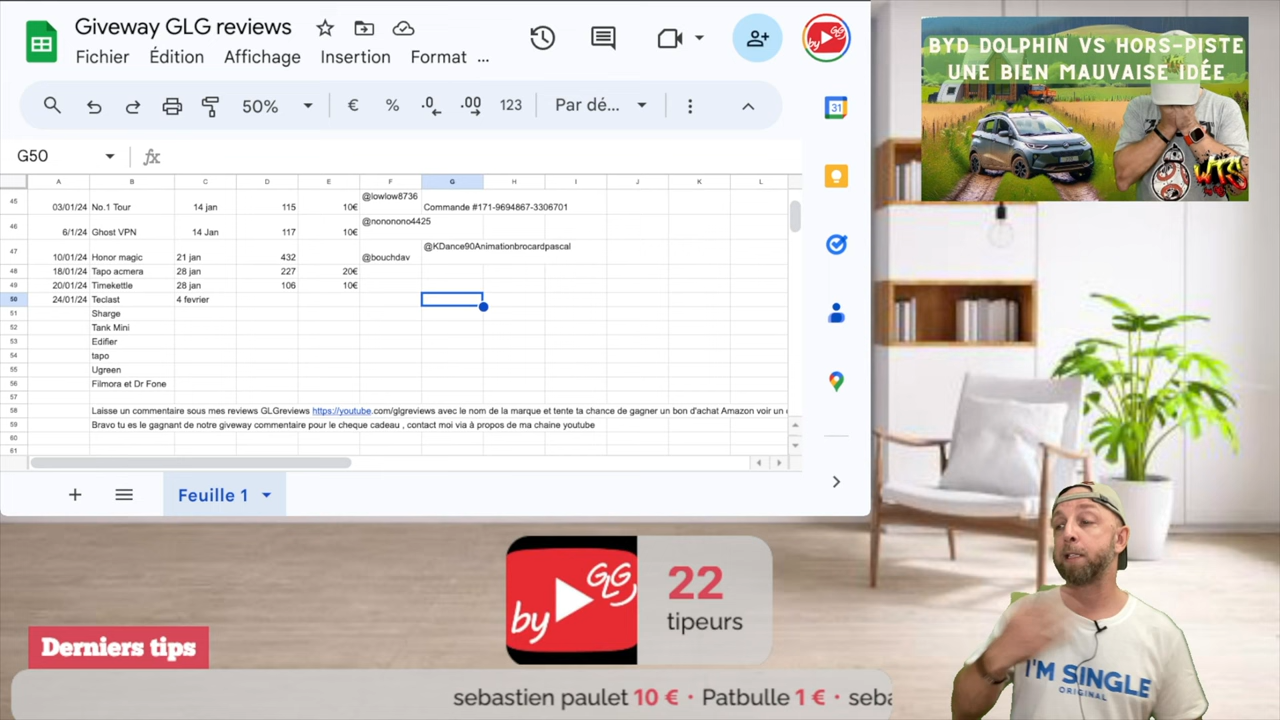 Giveway GLG reviews
Fichier Édition Affichage Insertion Format ...
50% € % .0 .00 123 Par dé...
31
G50 fx
A B C D E F G H I J K L
45 03/01/24 No.1 Tour 14 jan 115 10€ @lowlow8736 Commande #171-9694867-3306701
46 6/1/24 Ghost VPN 14 Jan 117 10€ @nononono4425
47 10/01/24 Honor magic 21 jan 432 @bouchdav @KDance90Animationbrocardpascal
48 18/01/24 Tapo acmera 28 jan 227 20€
49 20/01/24 Timekettle 28 jan 106 10€
50 24/01/24 Teclast 4 fevrier
51 Sharge
52 Tank Mini
53 Edifier
54 tapo
55 Ugreen
56 Filmora et Dr Fone
57
58 Laisse un commentaire sous mes reviews GLGreviews https://youtube.com/glgreviews avec le nom de la marque et tente ta chance de gagner un bon d'achat Amazon voir un
59 Bravo tu es le gagnant de notre giveway commentaire pour le cheque cadeau , contact moi via à propos de ma chaine youtube
60
61
Feuille 1
BYD DOLPHIN VS HORS-PISTE
UNE BIEN MAUVAISE IDÉE
by GLG
22
tipeurs
Derniers tips
sebastien paulet 10 € · Patbulle 1 € · seba
I'M SINGLE
ORIGINAL